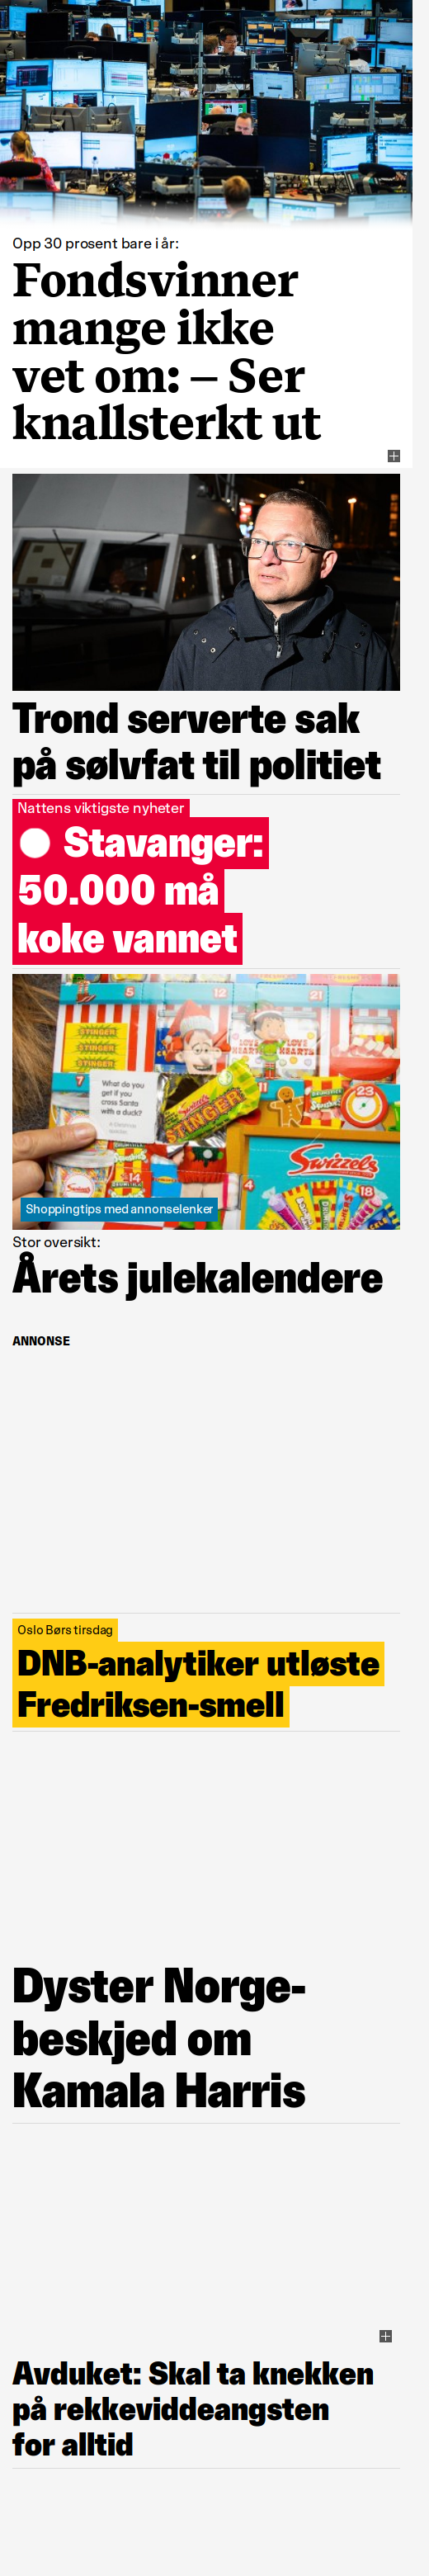 Opp 30 prosent bare i år:
Fondsvinner
mange ikke
vet om: – Ser
knallsterkt ut
Trond serverte sak
på sølvfat til politiet
Nattens viktigste nyheter
Stavanger:
50.000 må
koke vannet
5
12
21
STINGER
STINGER
STINGER
7
What do you
get if you
cross Santa
with a duck?
STINGER
LOVE HEARTS
11
23
Swizzels
4
14
18
Shoppingtips med annonselenker
Stor oversikt:
Årets julekalendere
ANNONSE
Oslo Børs tirsdag
DNB-analytiker utløste
Fredriksen-smell
Dyster Norge-
beskjed om
Kamala Harris
Avduket: Skal ta knekken
på rekkeviddeangsten
for alltid